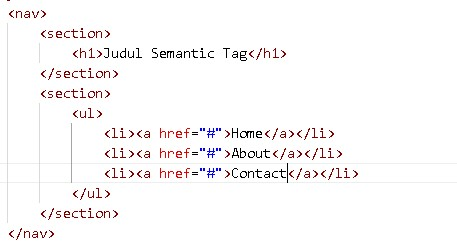 <nav>
<section>
<h1>Judul Semantic Tag</h1>
</section>
<section>
<ul>
<li><a href="#">Home</a></li>
<li><a href="#">About</a></li>
<li><a href="#">Contact</a></li>
</ul>
</section>
</nav>